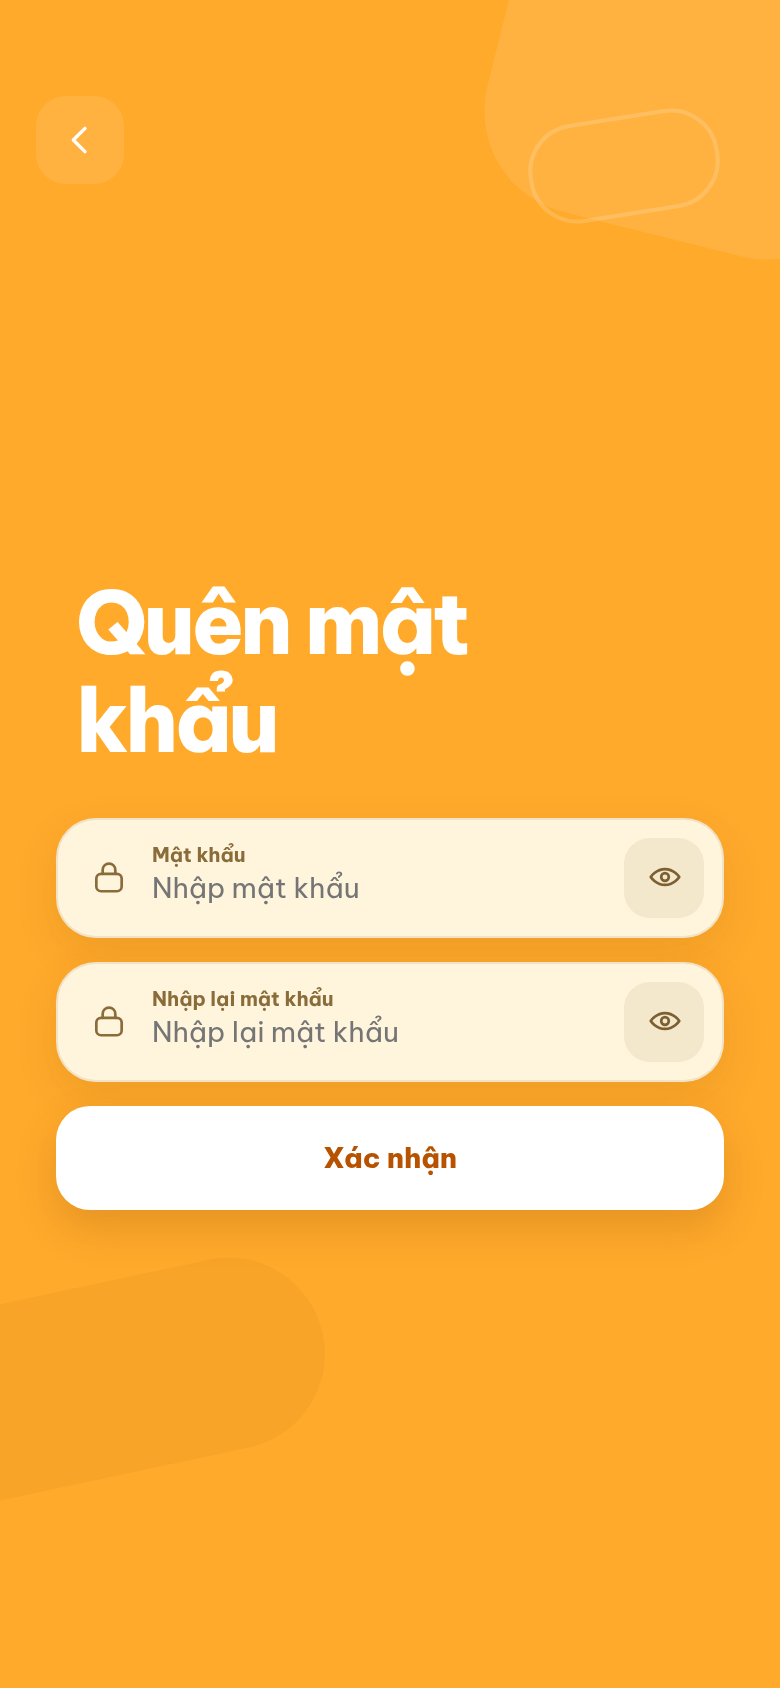 Quên mật
khẩu
Mật khẩu
Nhập mật khẩu
Nhập lại mật khẩu
Nhập lại mật khẩu
Xác nhận